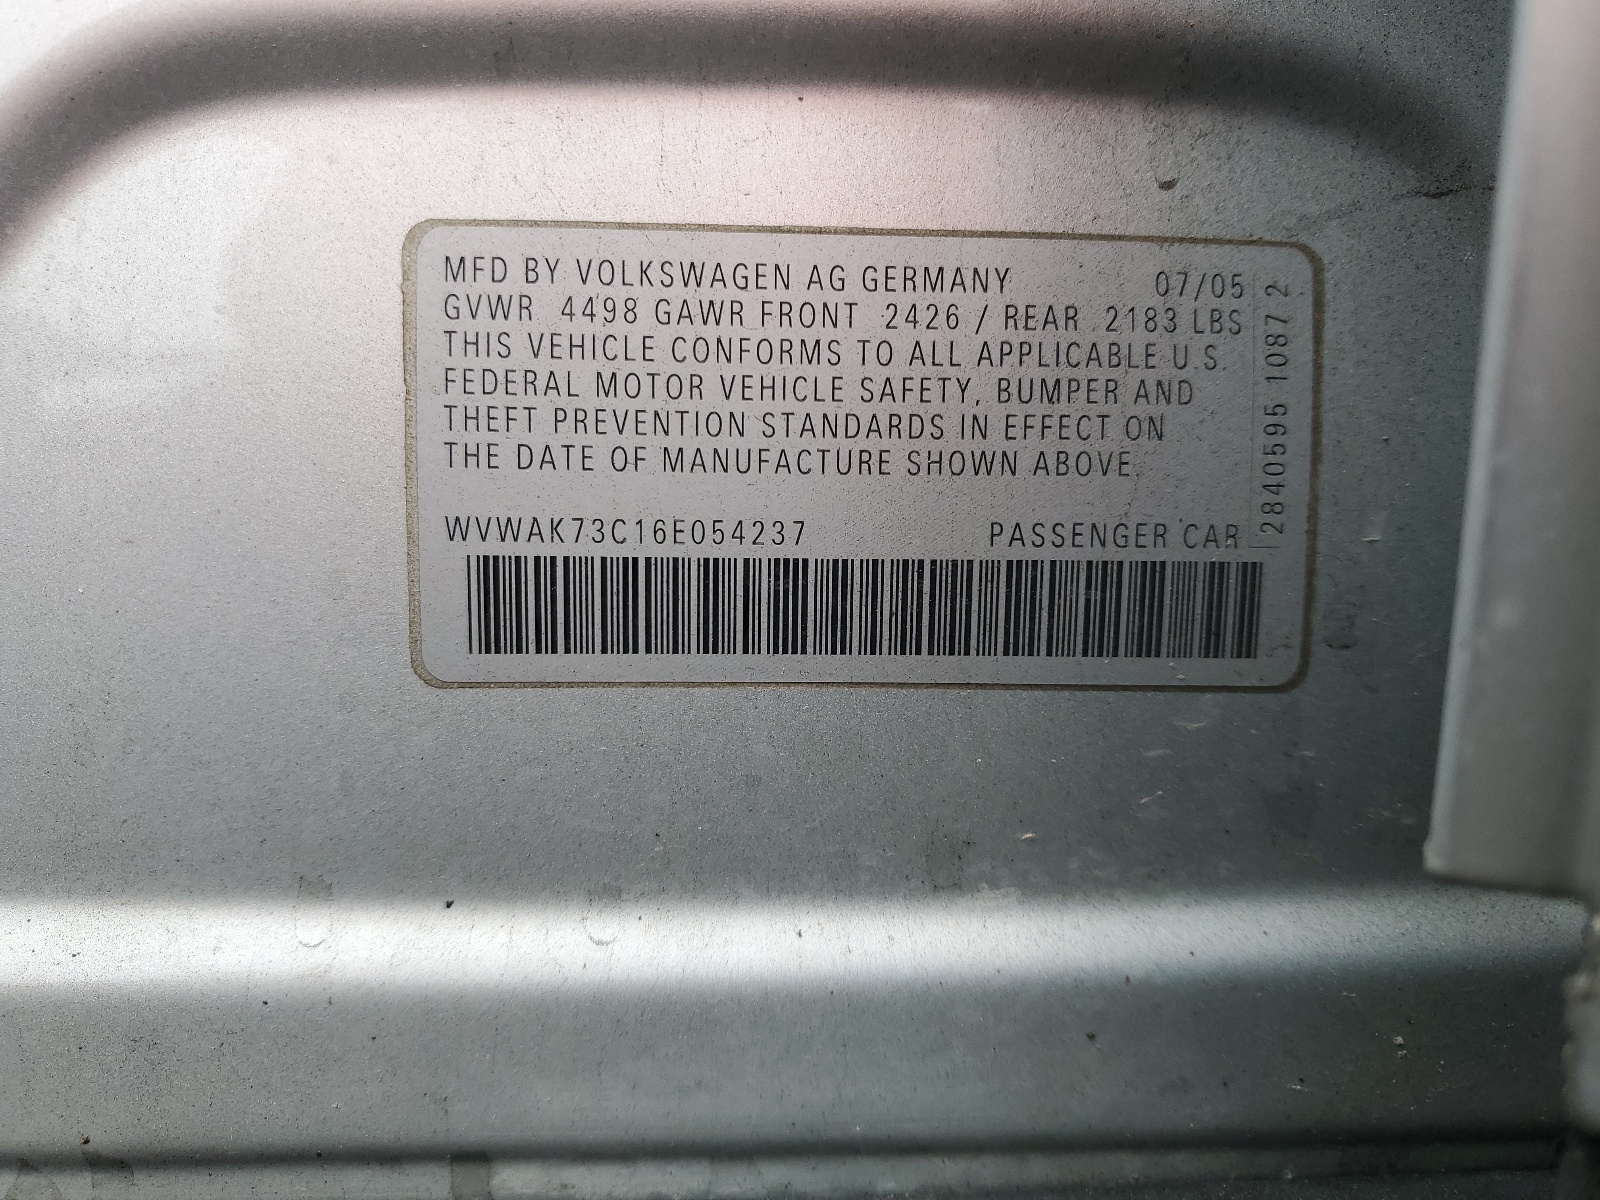 MFD BY VOLKSWAGEN AG GERMANY 07/05
GVWR 4498 GAWR FRONT 2426 / REAR 2183 LBS
THIS VEHICLE CONFORMS TO ALL APPLICABLE U.S.
FEDERAL MOTOR VEHICLE SAFETY, BUMPER AND
THEFT PREVENTION STANDARDS IN EFFECT ON
THE DATE OF MANUFACTURE SHOWN ABOVE.
WVWAK73C16E054237 PASSENGER CAR
2840595 1087 2